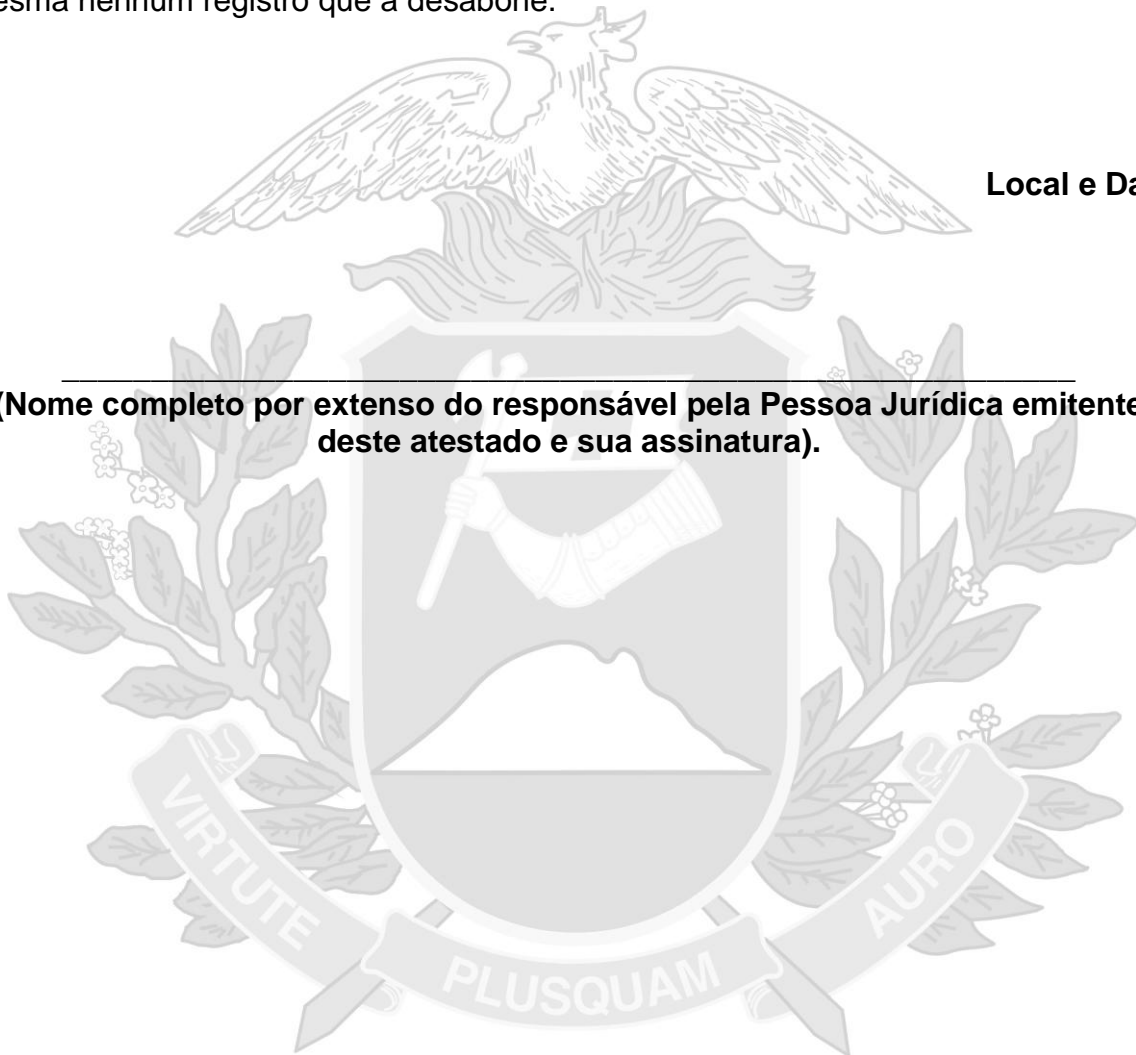 esma nenhum registro que a desabone.
Local e Da
(Nome completo por extenso do responsável pela Pessoa Jurídica emitente
deste atestado e sua assinatura).
VIRTUTE
PLUSQUAM
AURO